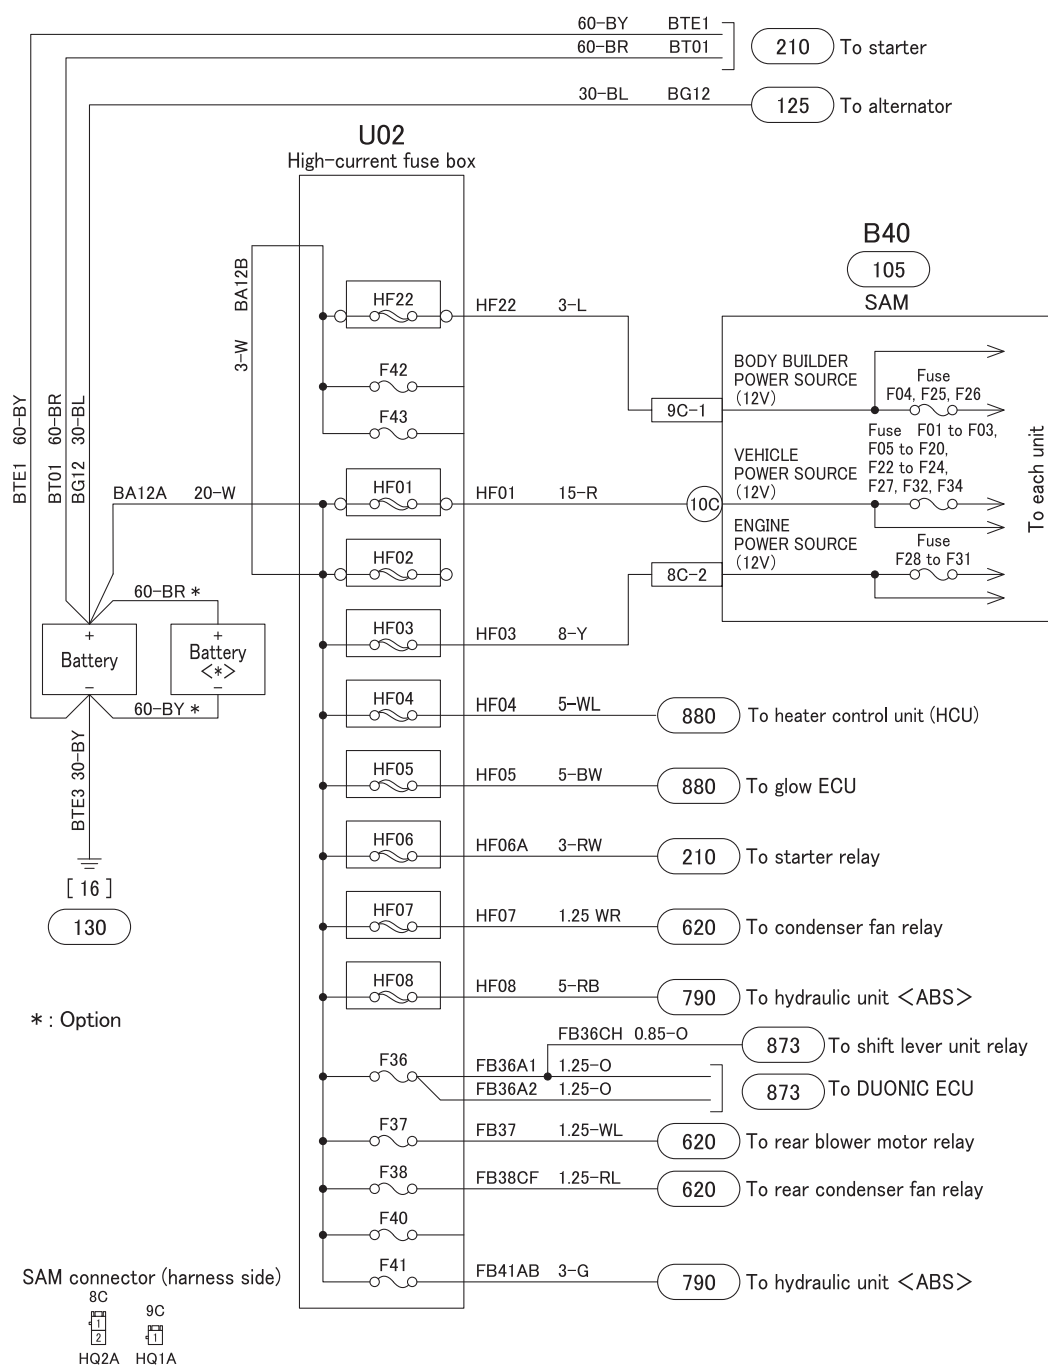 60-BY BTE1
60-BR BT01
210 To starter
30-BL BG12
125 To alternator
U02
High-current fuse box
B40
105
SAM
3-W BA12B
HF22
HF22 3-L
F42
F43
9C-1
BODY BUILDER
POWER SOURCE
(12V)
Fuse
F04, F25, F26
Fuse F01 to F03,
F05 to F20,
F22 to F24,
F27, F32, F34
To each unit
BTE1 60-BY
BT01 60-BR
BG12 30-BL
BA12A 20-W
HF01
HF01 15-R
10C
VEHICLE
POWER SOURCE
(12V)
ENGINE
POWER SOURCE
(12V)
Fuse
F28 to F31
HF02
8C-2
60-BR *
+
Battery
−
+
Battery
<*>
−
60-BY *
HF03
HF03 8-Y
HF04
HF04 5-WL
880 To heater control unit (HCU)
BTE3 30-BY
HF05
HF05 5-BW
880 To glow ECU
HF06
HF06A 3-RW
210 To starter relay
[ 16 ]
130
HF07
HF07 1.25 WR
620 To condenser fan relay
HF08
HF08 5-RB
790 To hydraulic unit <ABS>
* : Option
FB36CH 0.85-O
873 To shift lever unit relay
F36
FB36A1 1.25-O
FB36A2 1.25-O
873 To DUONIC ECU
F37
FB37 1.25-WL
620 To rear blower motor relay
F38
FB38CF 1.25-RL
620 To rear condenser fan relay
F40
F41
FB41AB 3-G
790 To hydraulic unit <ABS>
SAM connector (harness side)
8C
1
2
HQ2A
9C
1
HQ1A